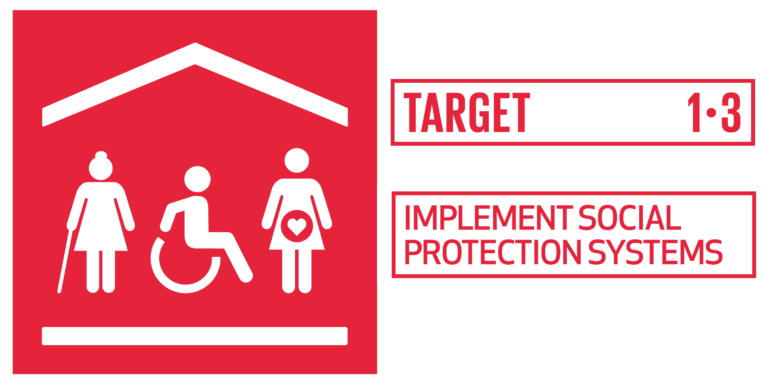 TARGET 1•3
IMPLEMENT SOCIAL
PROTECTION SYSTEMS